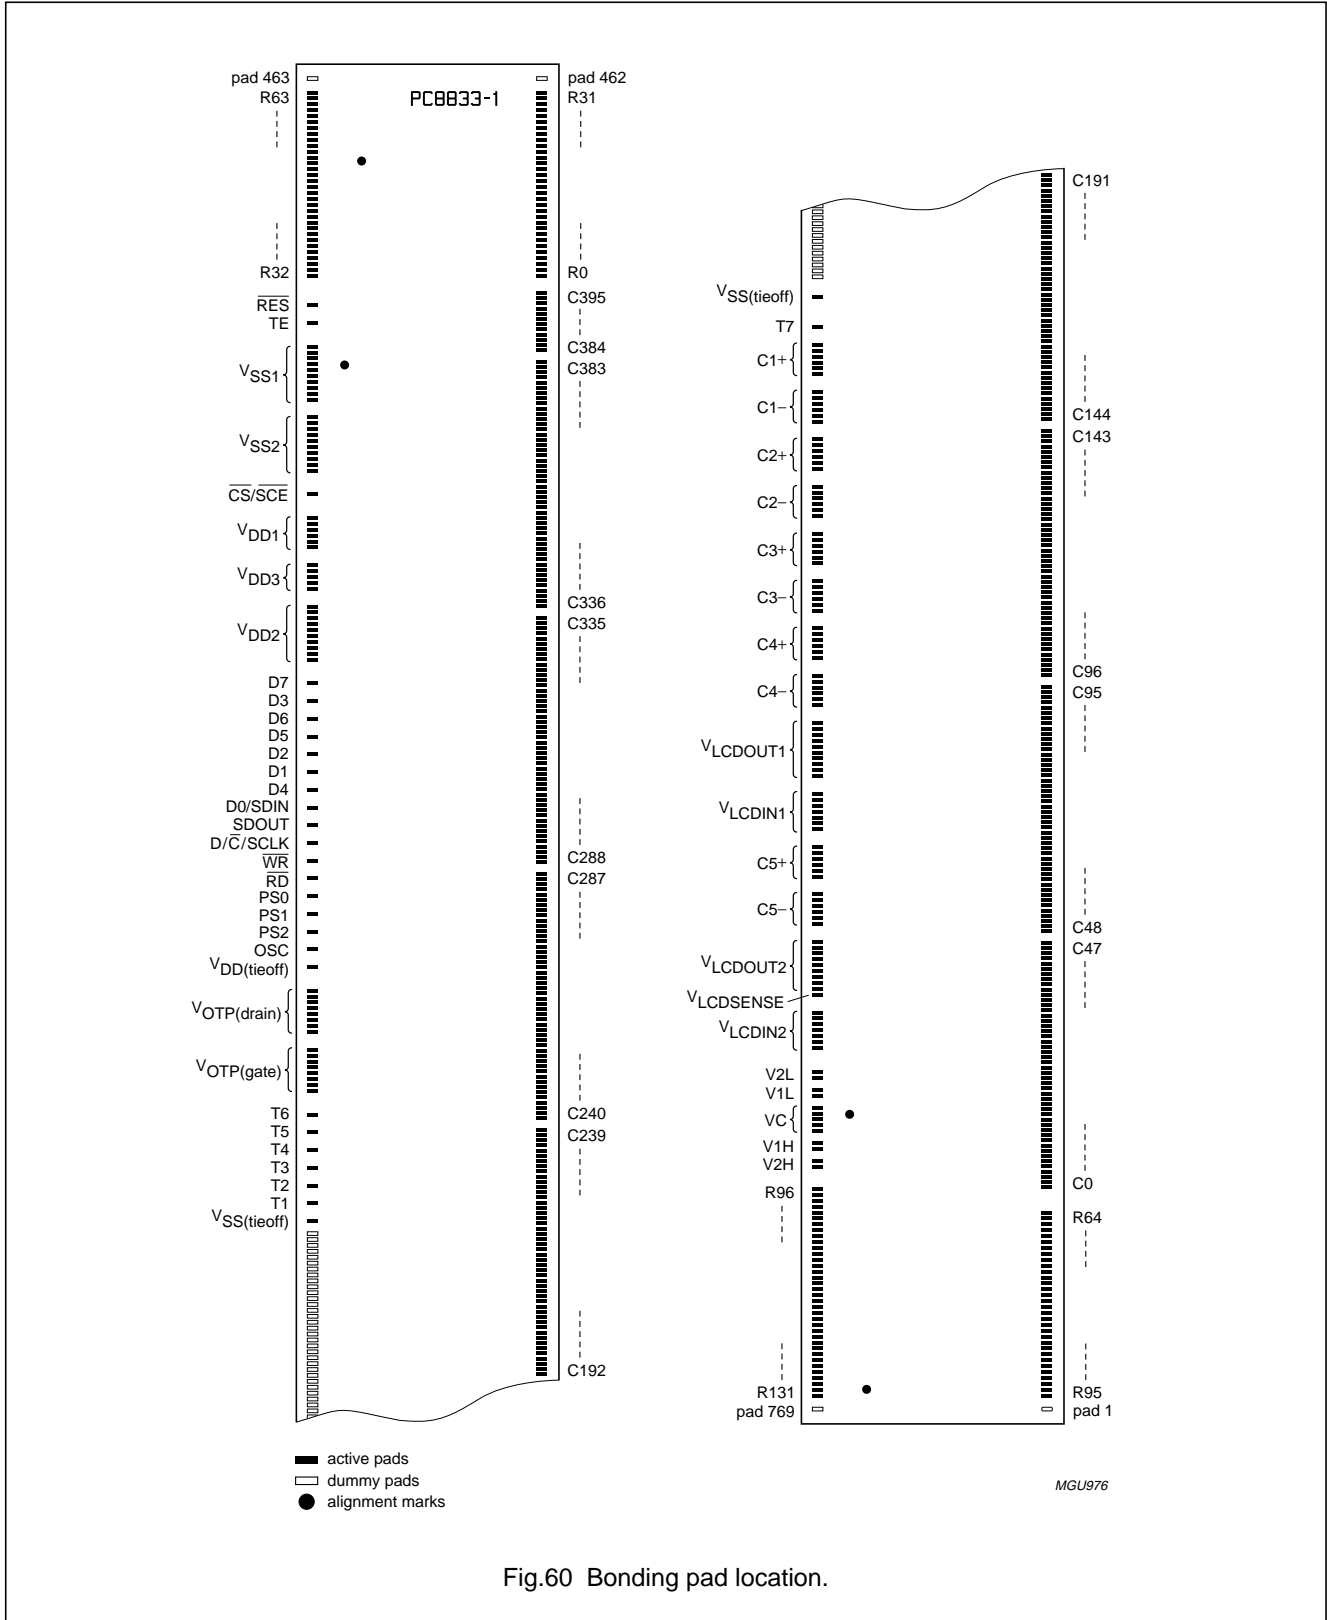 pad 463
R63
R32
RES
TE
VSS1
VSS2
CS/SCE
VDD1
VDD3
VDD2
D7
D3
D6
D5
D2
D1
D4
D0/SDIN
SDOUT
D/C/SCLK
WR
RD
PS0
PS1
PS2
OSC
VDD(tieoff)
VOTP(drain)
VOTP(gate)
T6
T5
T4
T3
T2
T1
VSS(tieoff)
PC8833-1
pad 462
R31
R0
C395
C384
C383
C336
C335
C288
C287
C240
C239
C192
VSS(tieoff)
T7
C1+
C1−
C2+
C2−
C3+
C3−
C4+
C4−
VLCDOUT1
VLCDIN1
C5+
C5−
VLCDOUT2
VLCDSENSE
VLCDIN2
V2L
V1L
VC
V1H
V2H
R96
R131
pad 769
C191
C144
C143
C96
C95
C48
C47
C0
R64
R95
pad 1
active pads
dummy pads
alignment marks
MGU976
Fig.60 Bonding pad location.